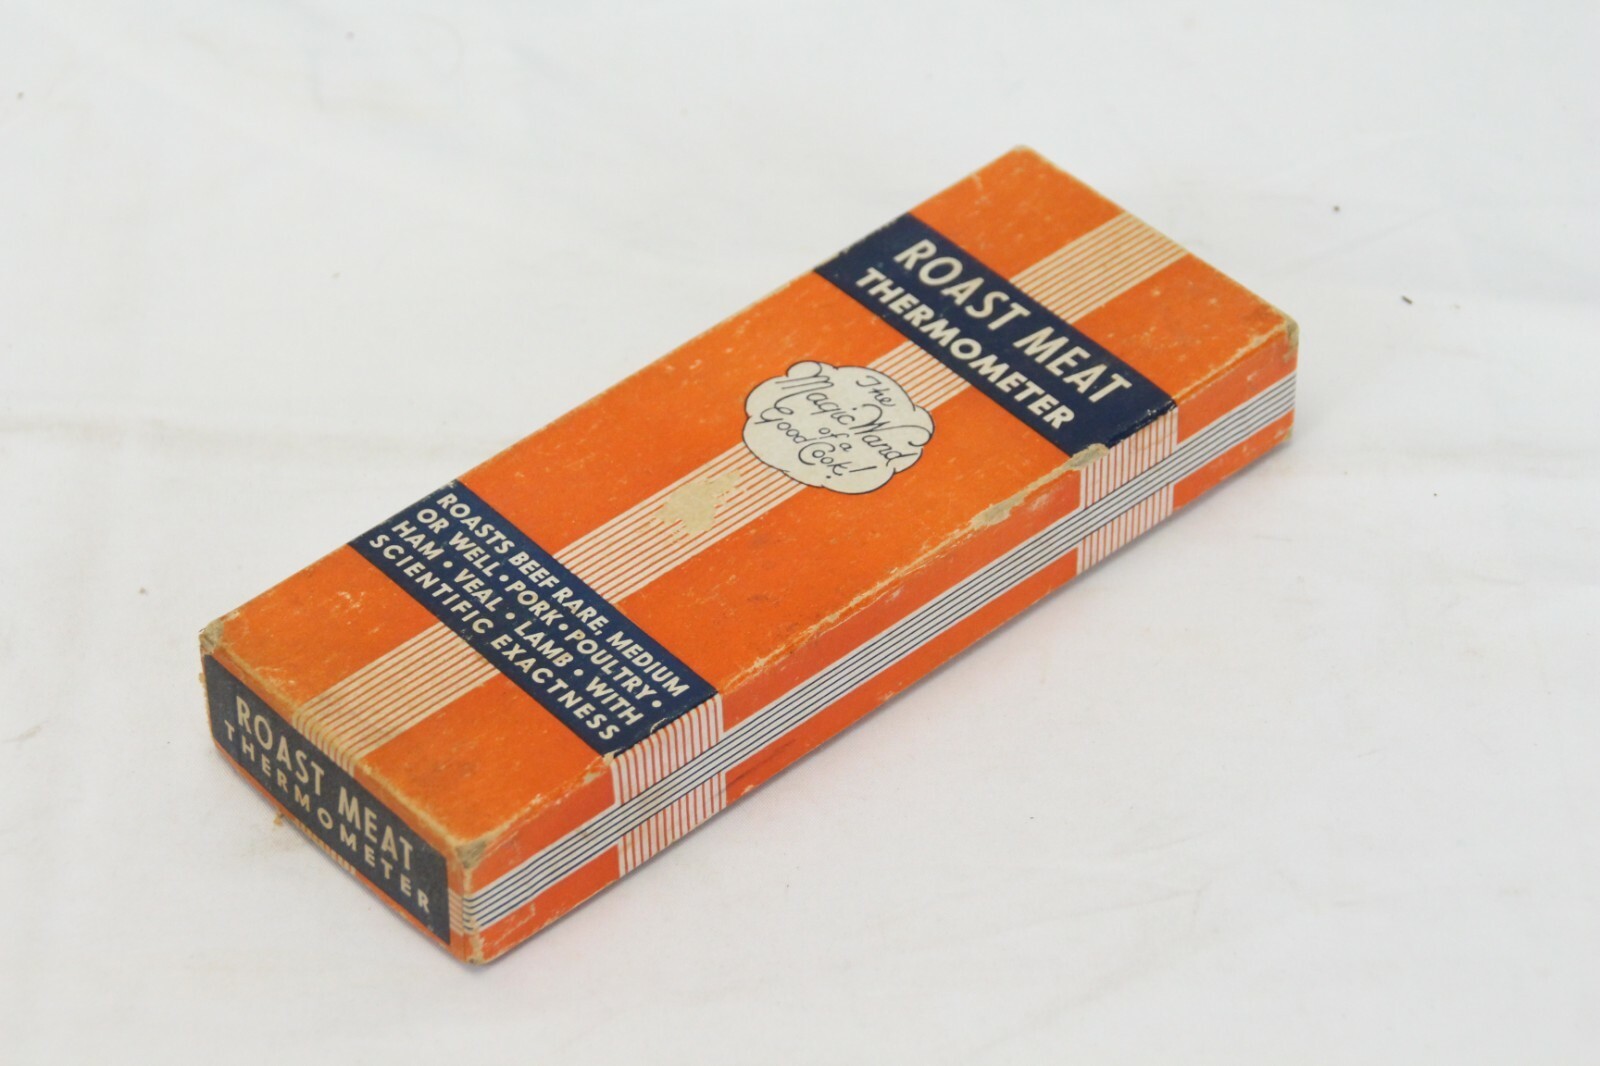 ROAST MEAT
THERMOMETER
The
Magic Wand
of a
Good Cook!
ROASTS BEEF RARE, MEDIUM
OR WELL • PORK • POULTRY •
HAM • VEAL • LAMB • WITH
SCIENTIFIC EXACTNESS
ROAST MEAT
THERMOMETER